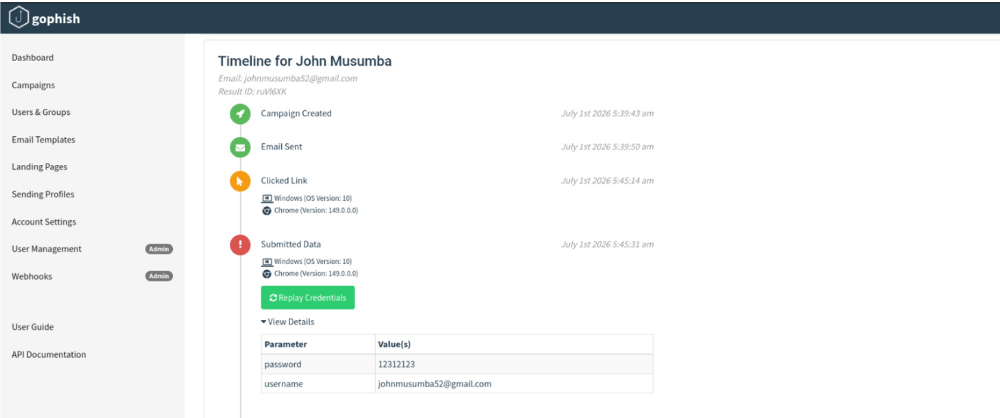 gophish
Dashboard
Campaigns
Users & Groups
Email Templates
Landing Pages
Sending Profiles
Account Settings
User Management Admin
Webhooks Admin
User Guide
API Documentation
Timeline for John Musumba
Email: johnmusumba52@gmail.com
Result ID: ruVl6XK
Campaign Created July 1st 2026 5:39:43 am
Email Sent July 1st 2026 5:39:50 am
Clicked Link July 1st 2026 5:45:14 am
Windows (OS Version: 10)
Chrome (Version: 149.0.0.0)
Submitted Data July 1st 2026 5:45:31 am
Windows (OS Version: 10)
Chrome (Version: 149.0.0.0)
Replay Credentials
View Details
Parameter Value(s)
password 12312123
username johnmusumba52@gmail.com